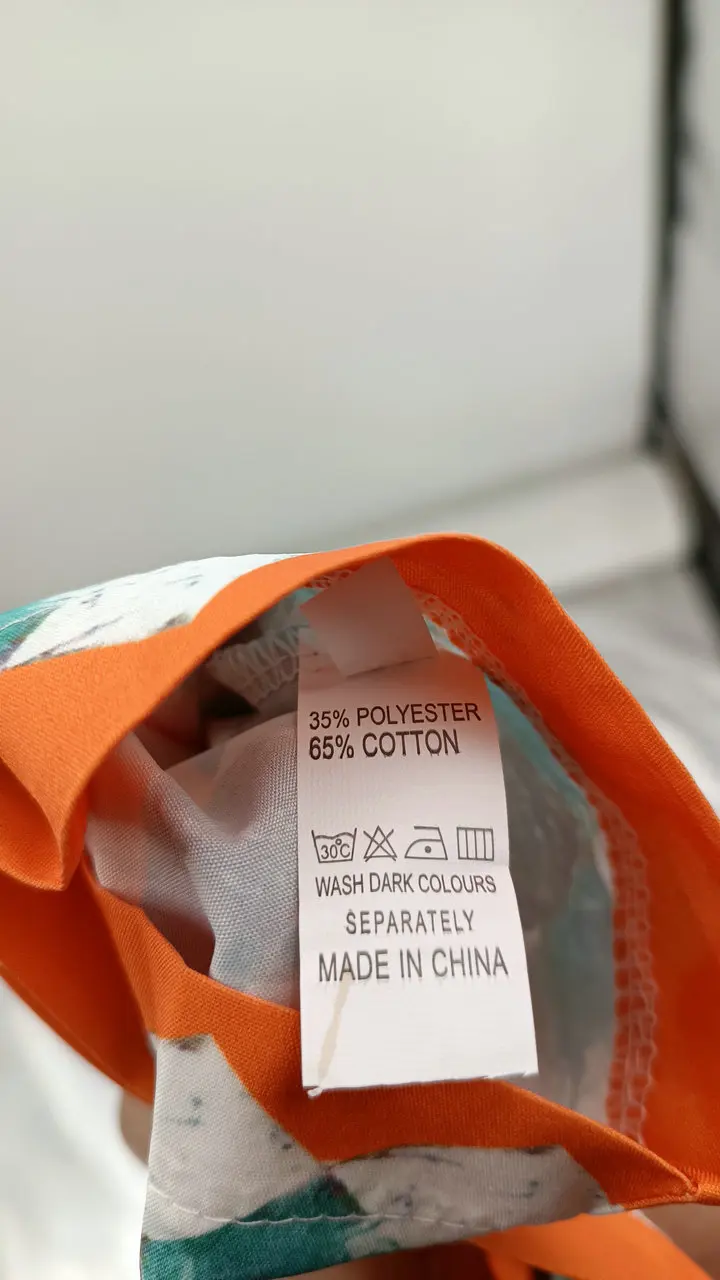 35% POLYESTER
65% COTTON
30℃
WASH DARK COLOURS
SEPARATELY
MADE IN CHINA